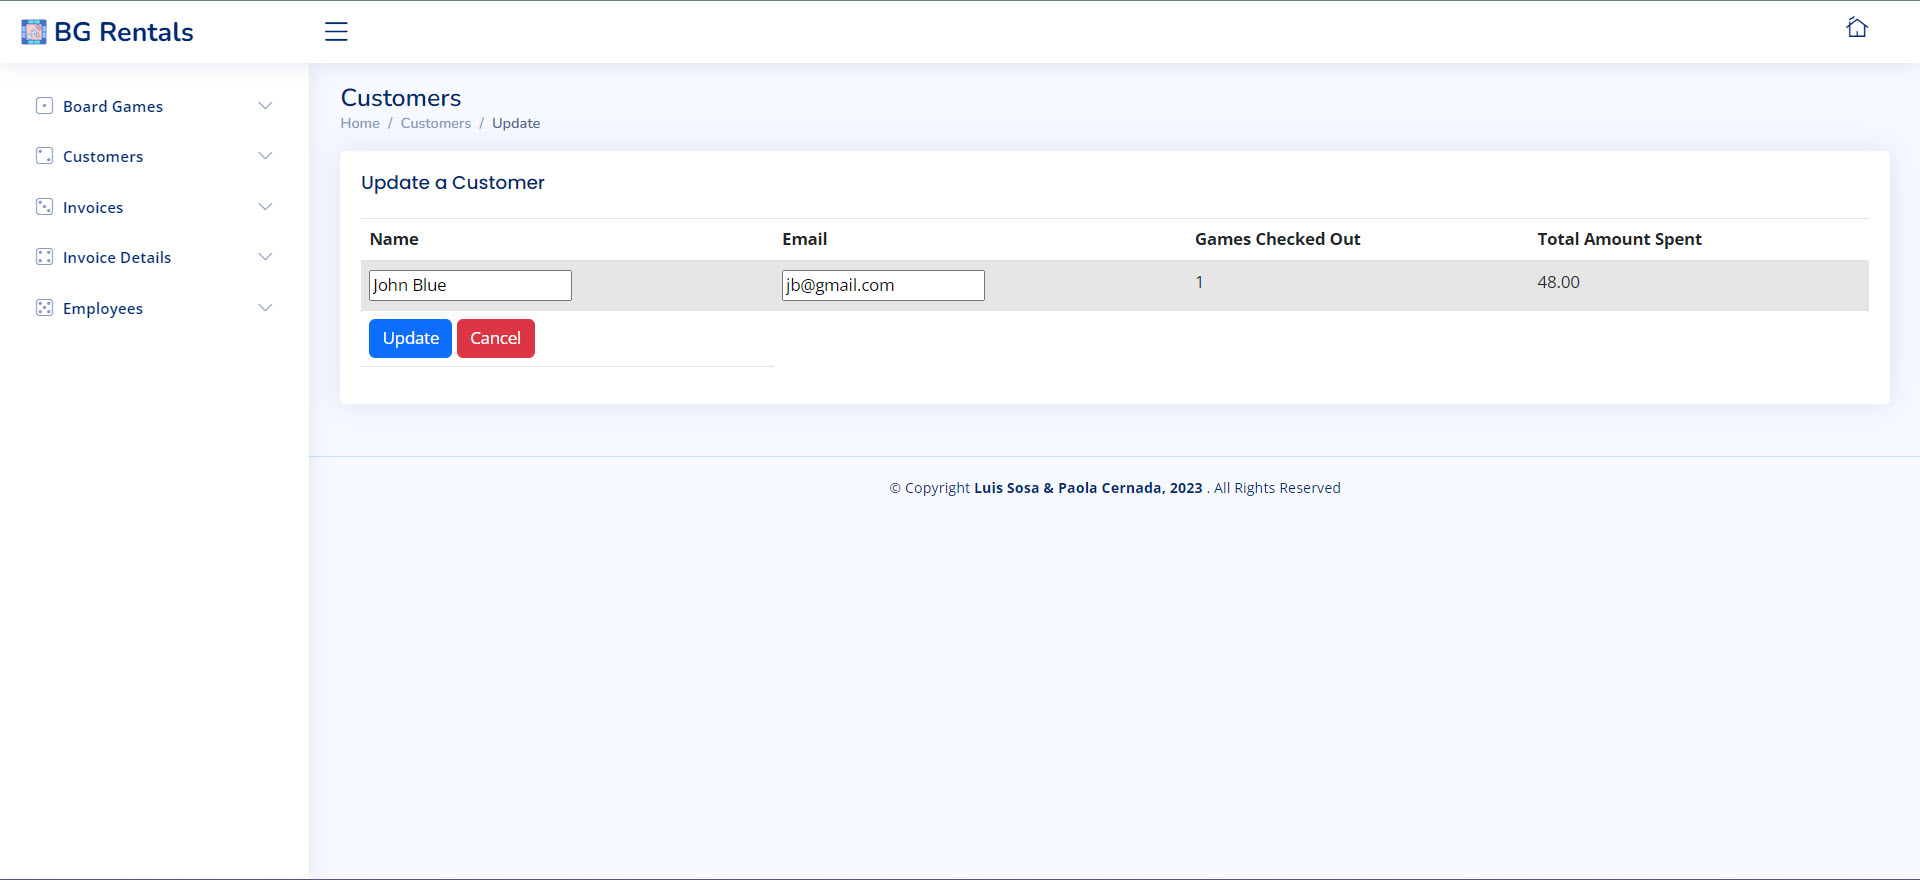 BG Rentals
Board Games
Customers
Invoices
Invoice Details
Employees
Customers
Home / Customers / Update
Update a Customer
Name Email Games Checked Out Total Amount Spent
John Blue jb@gmail.com 1 48.00
Update Cancel
© Copyright Luis Sosa & Paola Cernada, 2023 . All Rights Reserved